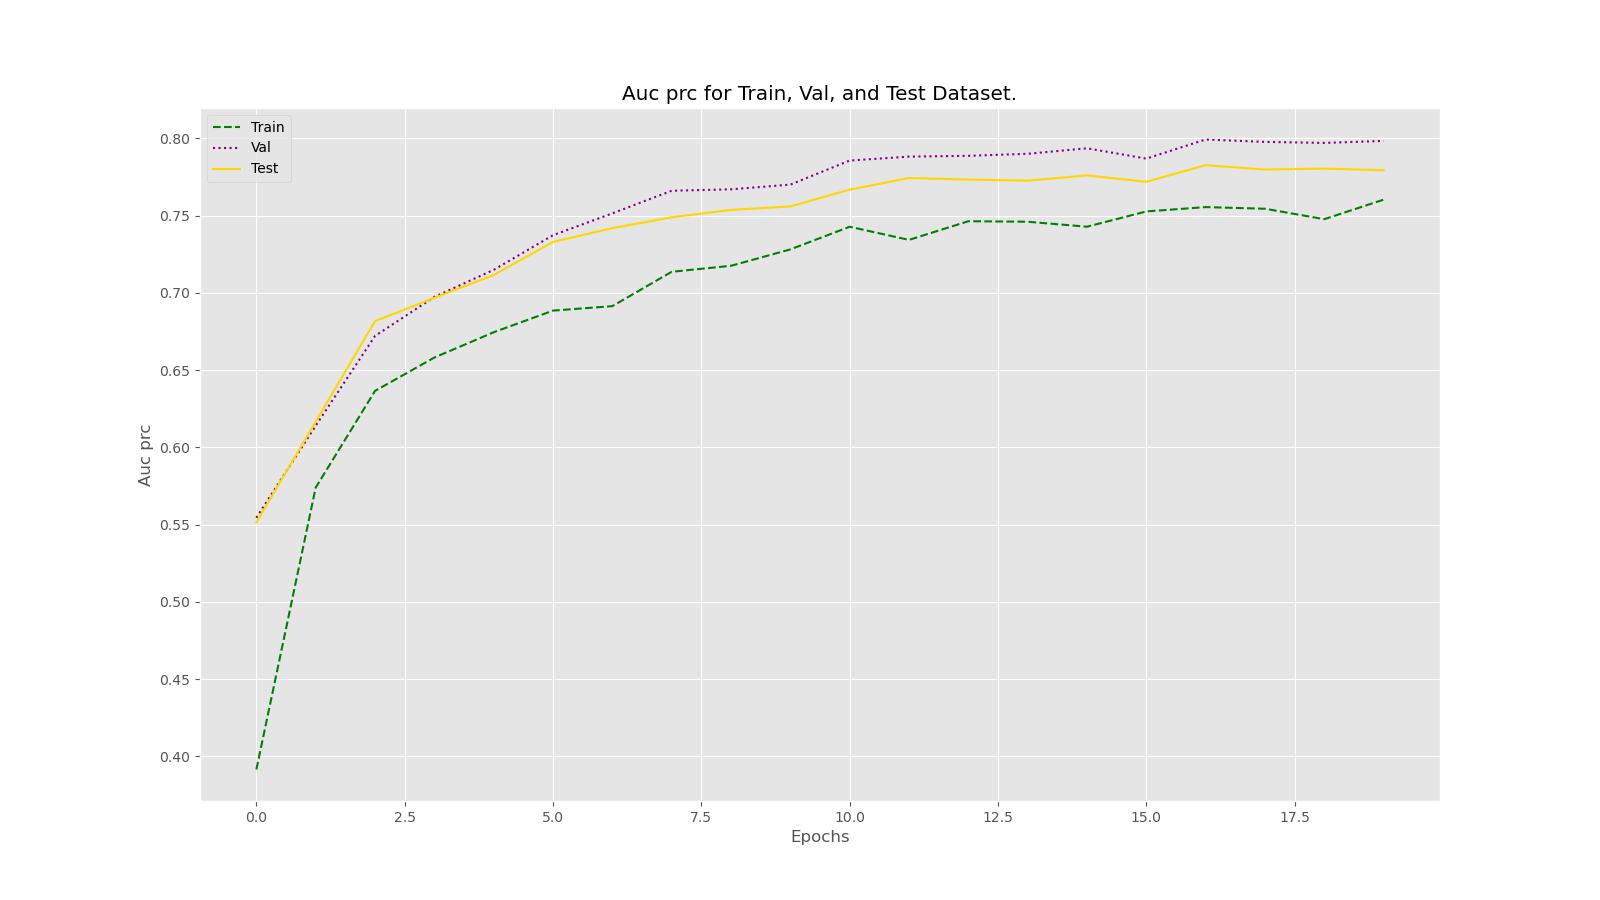 Auc prc for Train, Val, and Test Dataset.
Train
Val
Test
0.80
0.75
0.70
0.65
0.60
0.55
0.50
0.45
0.40
Auc prc
0.0 2.5 5.0 7.5 10.0 12.5 15.0 17.5
Epochs